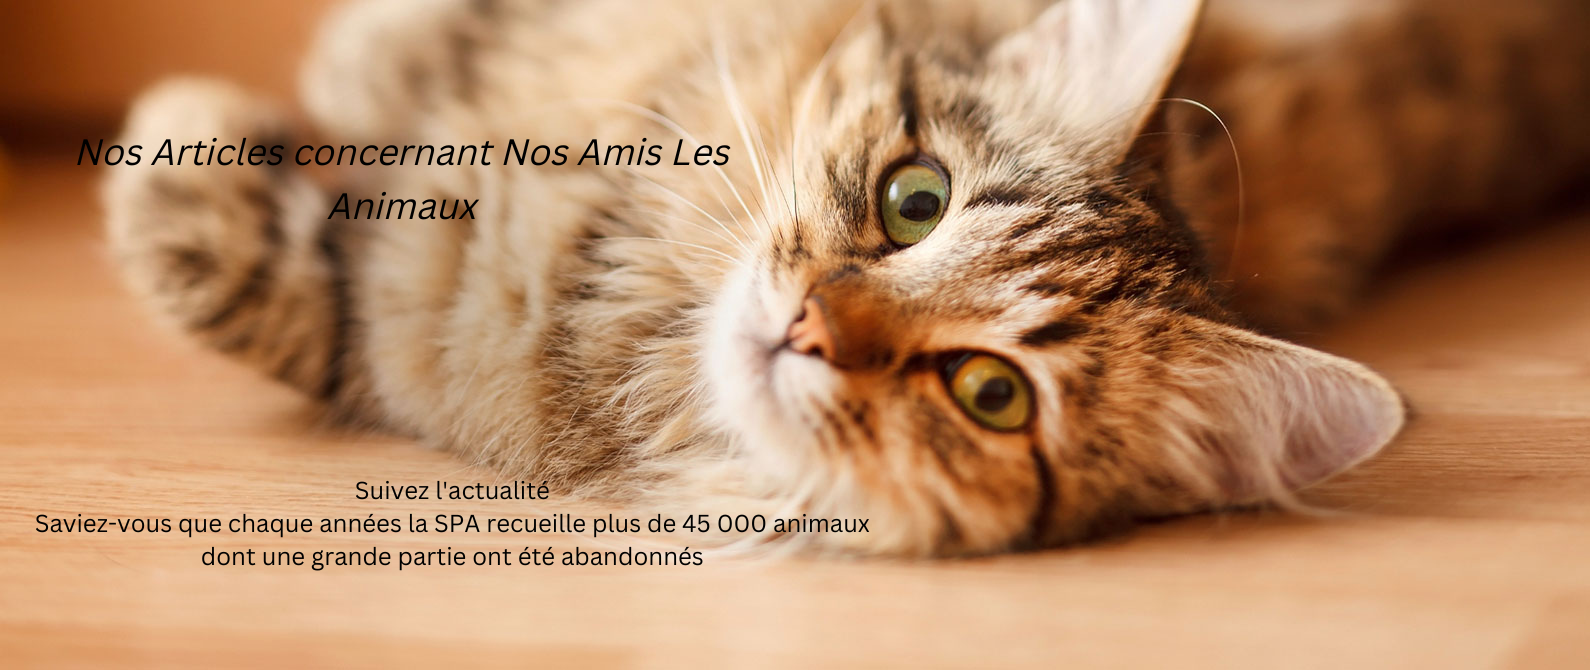 Nos Articles concernant Nos Amis Les
Animaux
Suivez l'actualité
Saviez-vous que chaque années la SPA recueille plus de 45 000 animaux
dont une grande partie ont été abandonnés